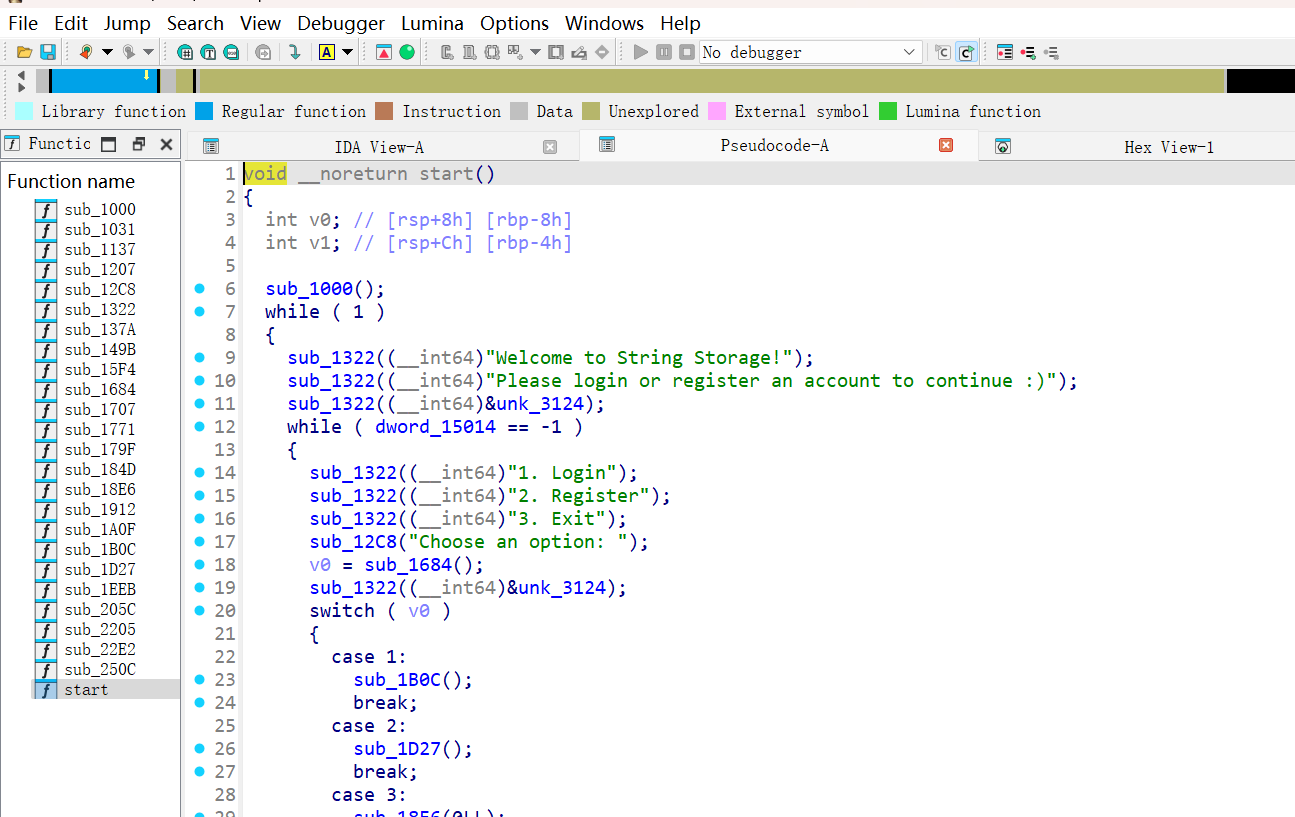 File Edit Jump Search View Debugger Lumina Options Windows Help
No debugger
Library function Regular function Instruction Data Unexplored External symbol Lumina function
Functio IDA View-A Pseudocode-A Hex View-1
Function name
sub_1000
sub_1031
sub_1137
sub_1207
sub_12C8
sub_1322
sub_137A
sub_149B
sub_15F4
sub_1684
sub_1707
sub_1771
sub_179F
sub_184D
sub_18E6
sub_1912
sub_1A0F
sub_1B0C
sub_1D27
sub_1EEB
sub_205C
sub_2205
sub_22E2
sub_250C
start
1 void __noreturn start()
2 {
3 int v0; // [rsp+8h] [rbp-8h]
4 int v1; // [rsp+Ch] [rbp-4h]
5
6 sub_1000();
7 while ( 1 )
8 {
9 sub_1322((__int64)"Welcome to String Storage!");
10 sub_1322((__int64)"Please login or register an account to continue :)");
11 sub_1322((__int64)&unk_3124);
12 while ( dword_15014 == -1 )
13 {
14 sub_1322((__int64)"1. Login");
15 sub_1322((__int64)"2. Register");
16 sub_1322((__int64)"3. Exit");
17 sub_12C8("Choose an option: ");
18 v0 = sub_1684();
19 sub_1322((__int64)&unk_3124);
20 switch ( v0 )
21 {
22 case 1:
23 sub_1B0C();
24 break;
25 case 2:
26 sub_1D27();
27 break;
28 case 3: